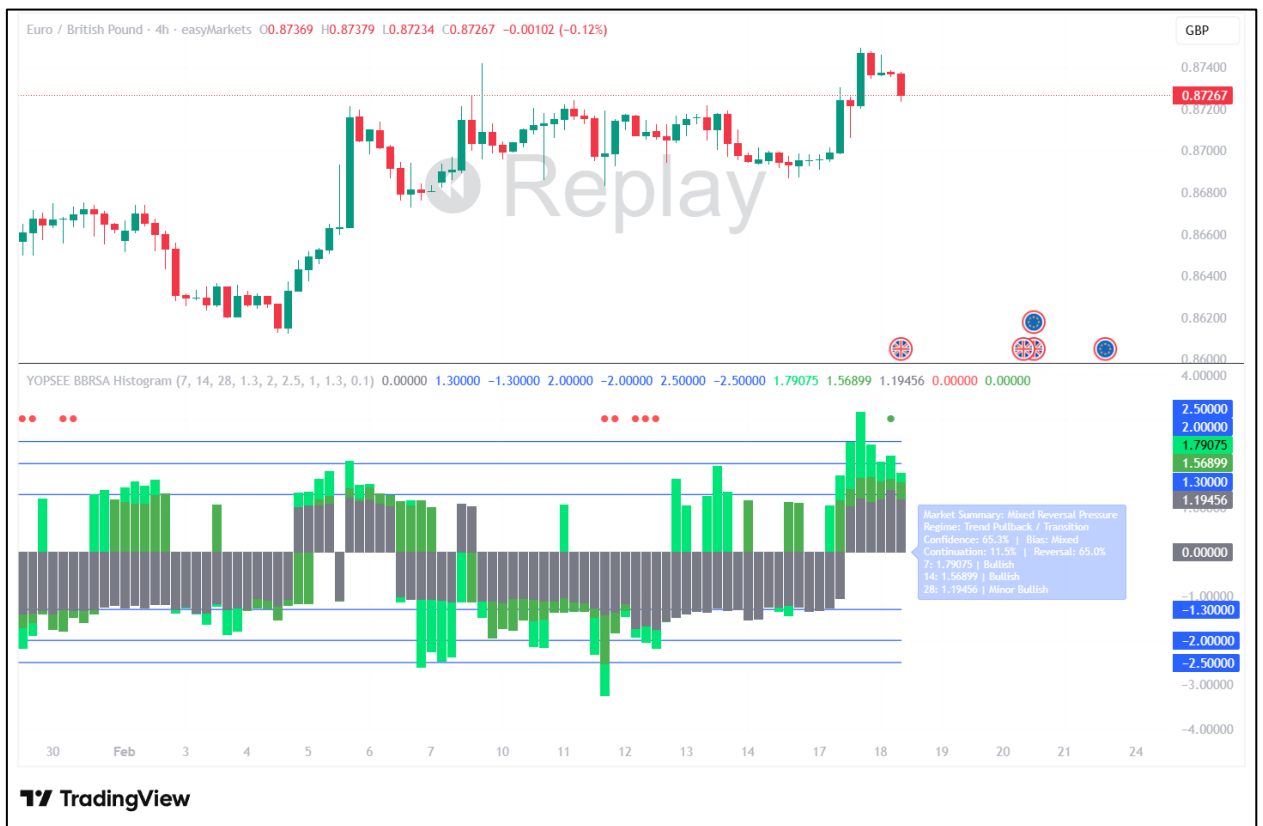 Euro / British Pound · 4h · easyMarkets O0.87369 H0.87379 L0.87234 C0.87267 −0.00102 (−0.12%)
GBP
0.87400
0.87267
0.87200
0.87000
0.86800
0.86600
0.86400
0.86200
0.86000
Replay
YOPSEE BBRSA Histogram (7, 14, 28, 1.3, 2, 2.5, 1, 1.3, 0.1) 0.00000 1.30000 −1.30000 2.00000 −2.00000 2.50000 −2.50000 1.79075 1.56899 1.19456 0.00000 0.00000
4.00000
2.50000
2.00000
1.79075
1.56899
1.30000
1.19456
1.00000
0.00000
−1.00000
−1.30000
−2.00000
−2.50000
−3.00000
−4.00000
Market Summary: Mixed Reversal Pressure
Regime: Trend Pullback / Transition
Confidence: 65.3% | Bias: Mixed
Continuation: 11.5% | Reversal: 65.0%
7: 1.79075 | Bullish
14: 1.56899 | Bullish
28: 1.19456 | Minor Bullish
30 Feb 3 4 5 6 7 10 11 12 13 14 17 18 19 20 21 24
TradingView